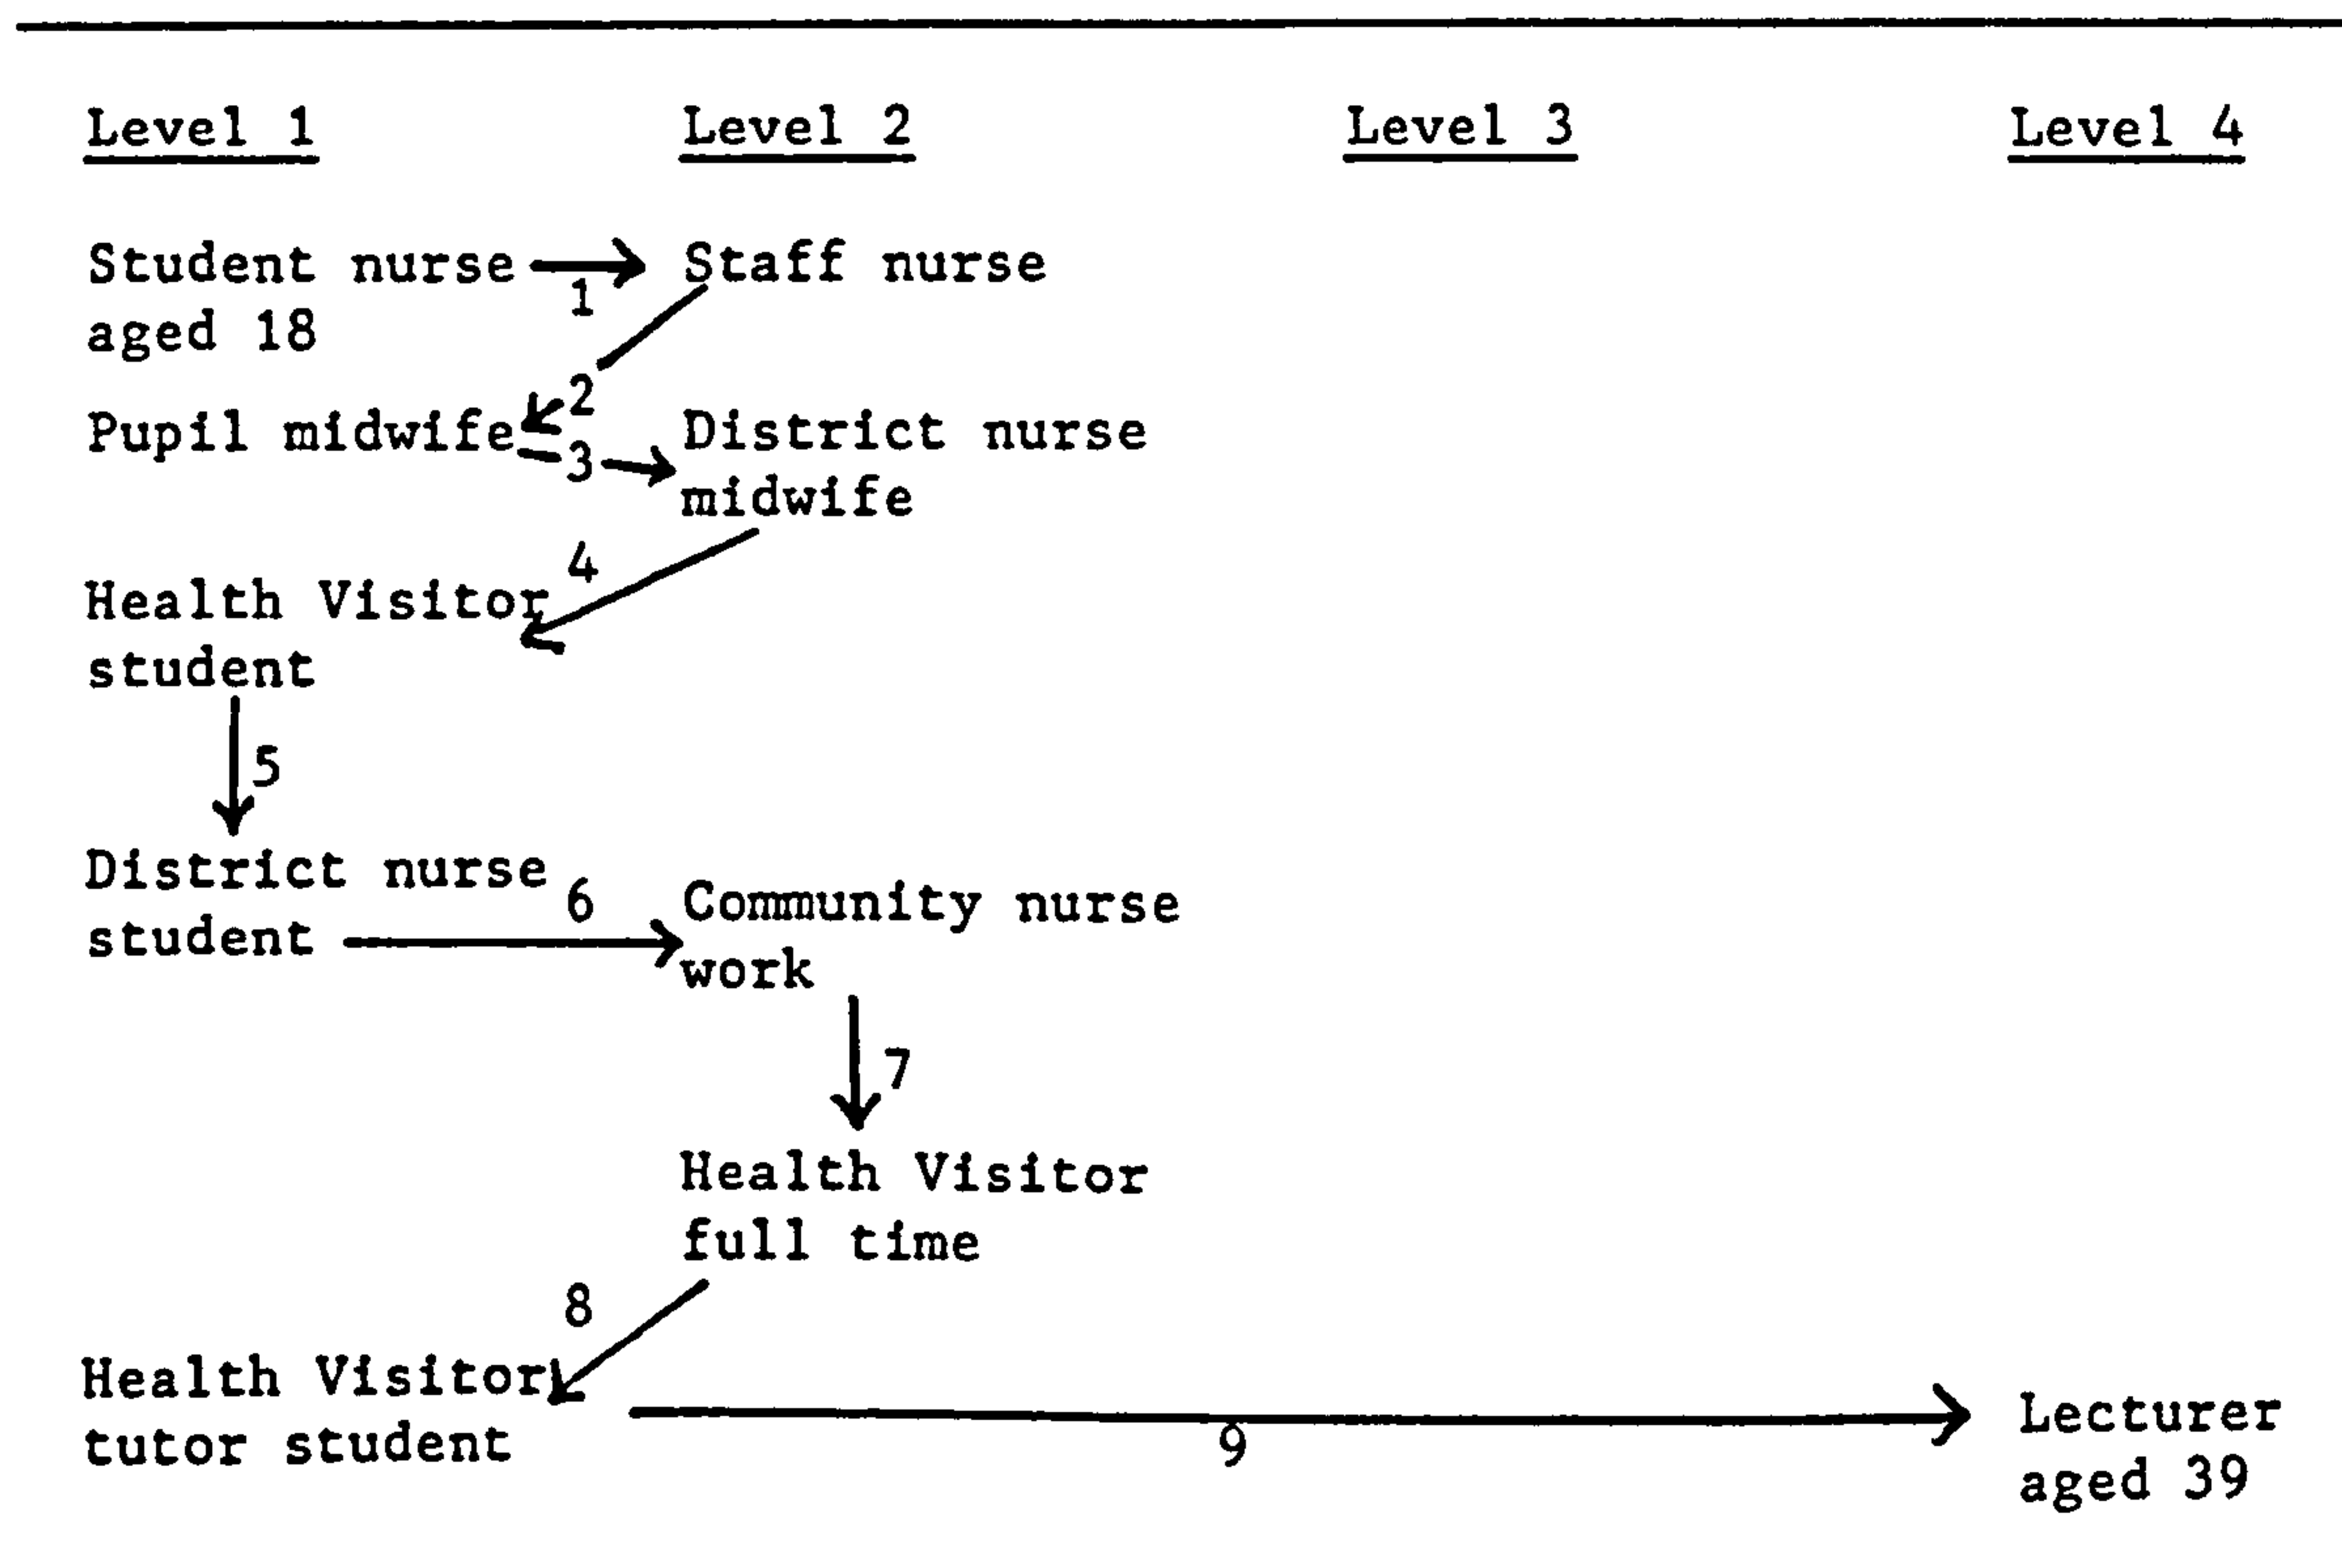 Level 1 Level 2 Level 3 Level 4
Student nurse Staff nurse
1
aged 18
2
Pupil midwife District nurse
3
midwife
4
Health Visitor
student
5
District nurse
6 Community nurse
student
work
7
Health Visitor
full time
8
Health Visitor
Lecturer
tutor student
9
aged 39